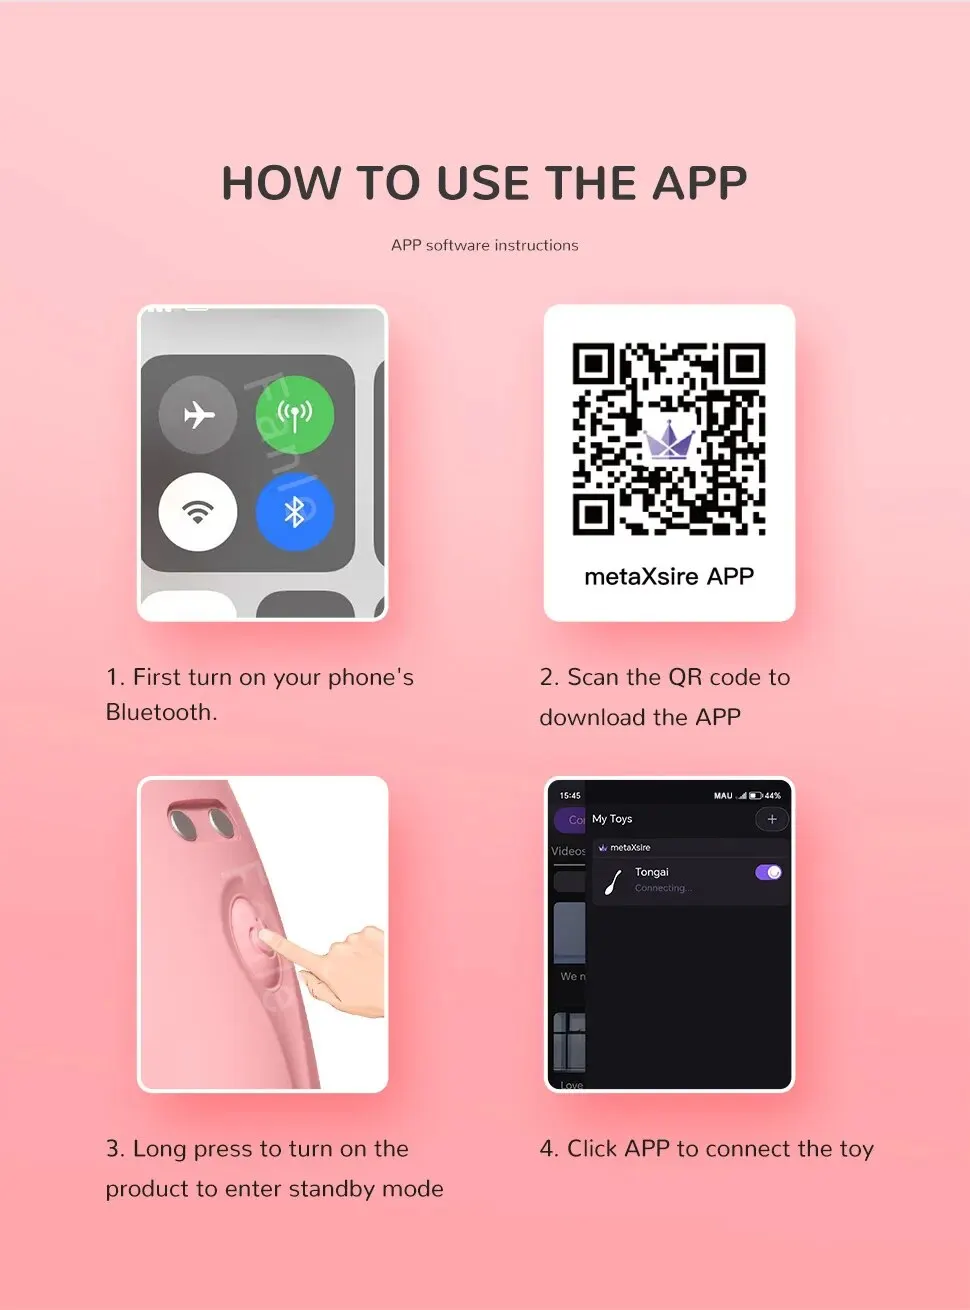 HOW TO USE THE APP
APP software instructions
metaXsire APP
1. First turn on your phone's
Bluetooth.
2. Scan the QR code to
download the APP
15:45
MAU
44%
My Toys
Videos
metaXsire
Tongai
Connecting...
We n
Love
3. Long press to turn on the
product to enter standby mode
4. Click APP to connect the toy